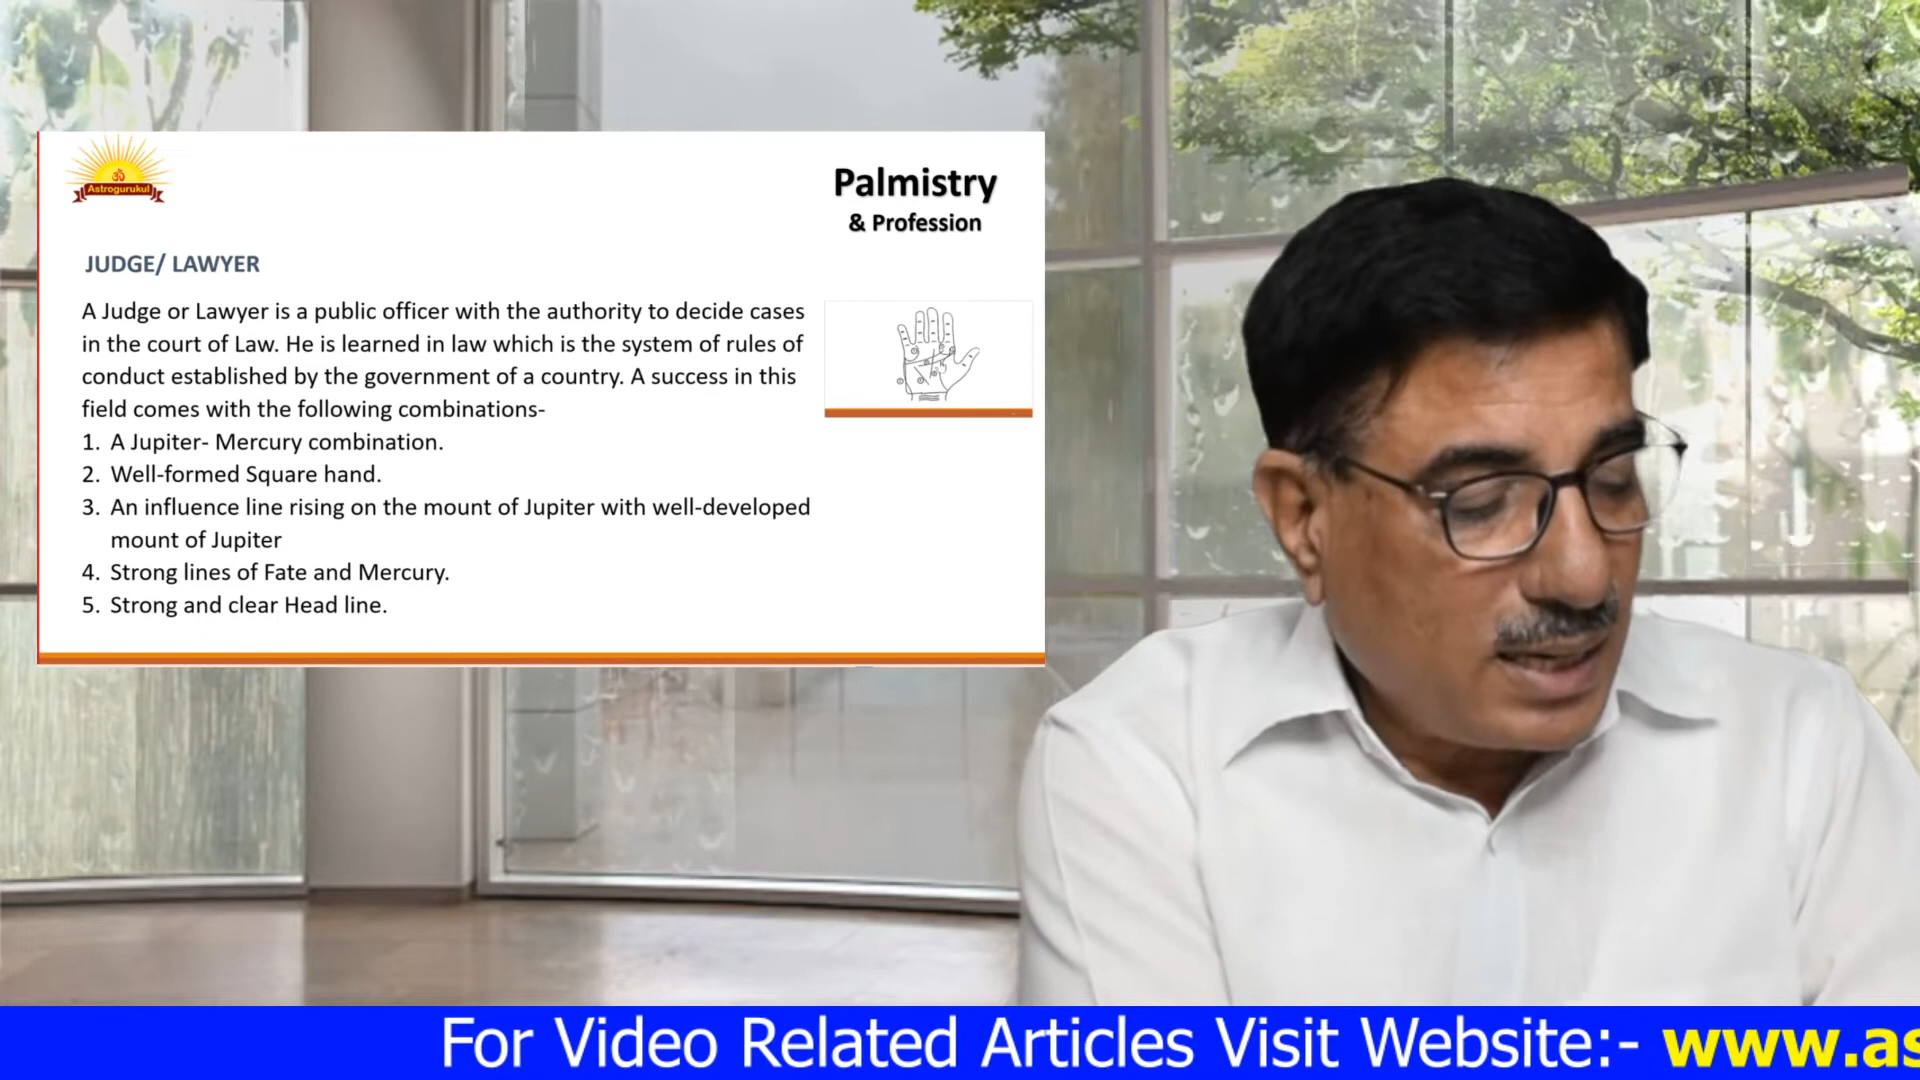 ॐ
Astrogurukul
Palmistry
& Profession
JUDGE/ LAWYER
A Judge or Lawyer is a public officer with the authority to decide cases
in the court of Law. He is learned in law which is the system of rules of
conduct established by the government of a country. A success in this
field comes with the following combinations-
1. A Jupiter- Mercury combination.
2. Well-formed Square hand.
3. An influence line rising on the mount of Jupiter with well-developed
mount of Jupiter
4. Strong lines of Fate and Mercury.
5. Strong and clear Head line.
For Video Related Articles Visit Website:- www.as